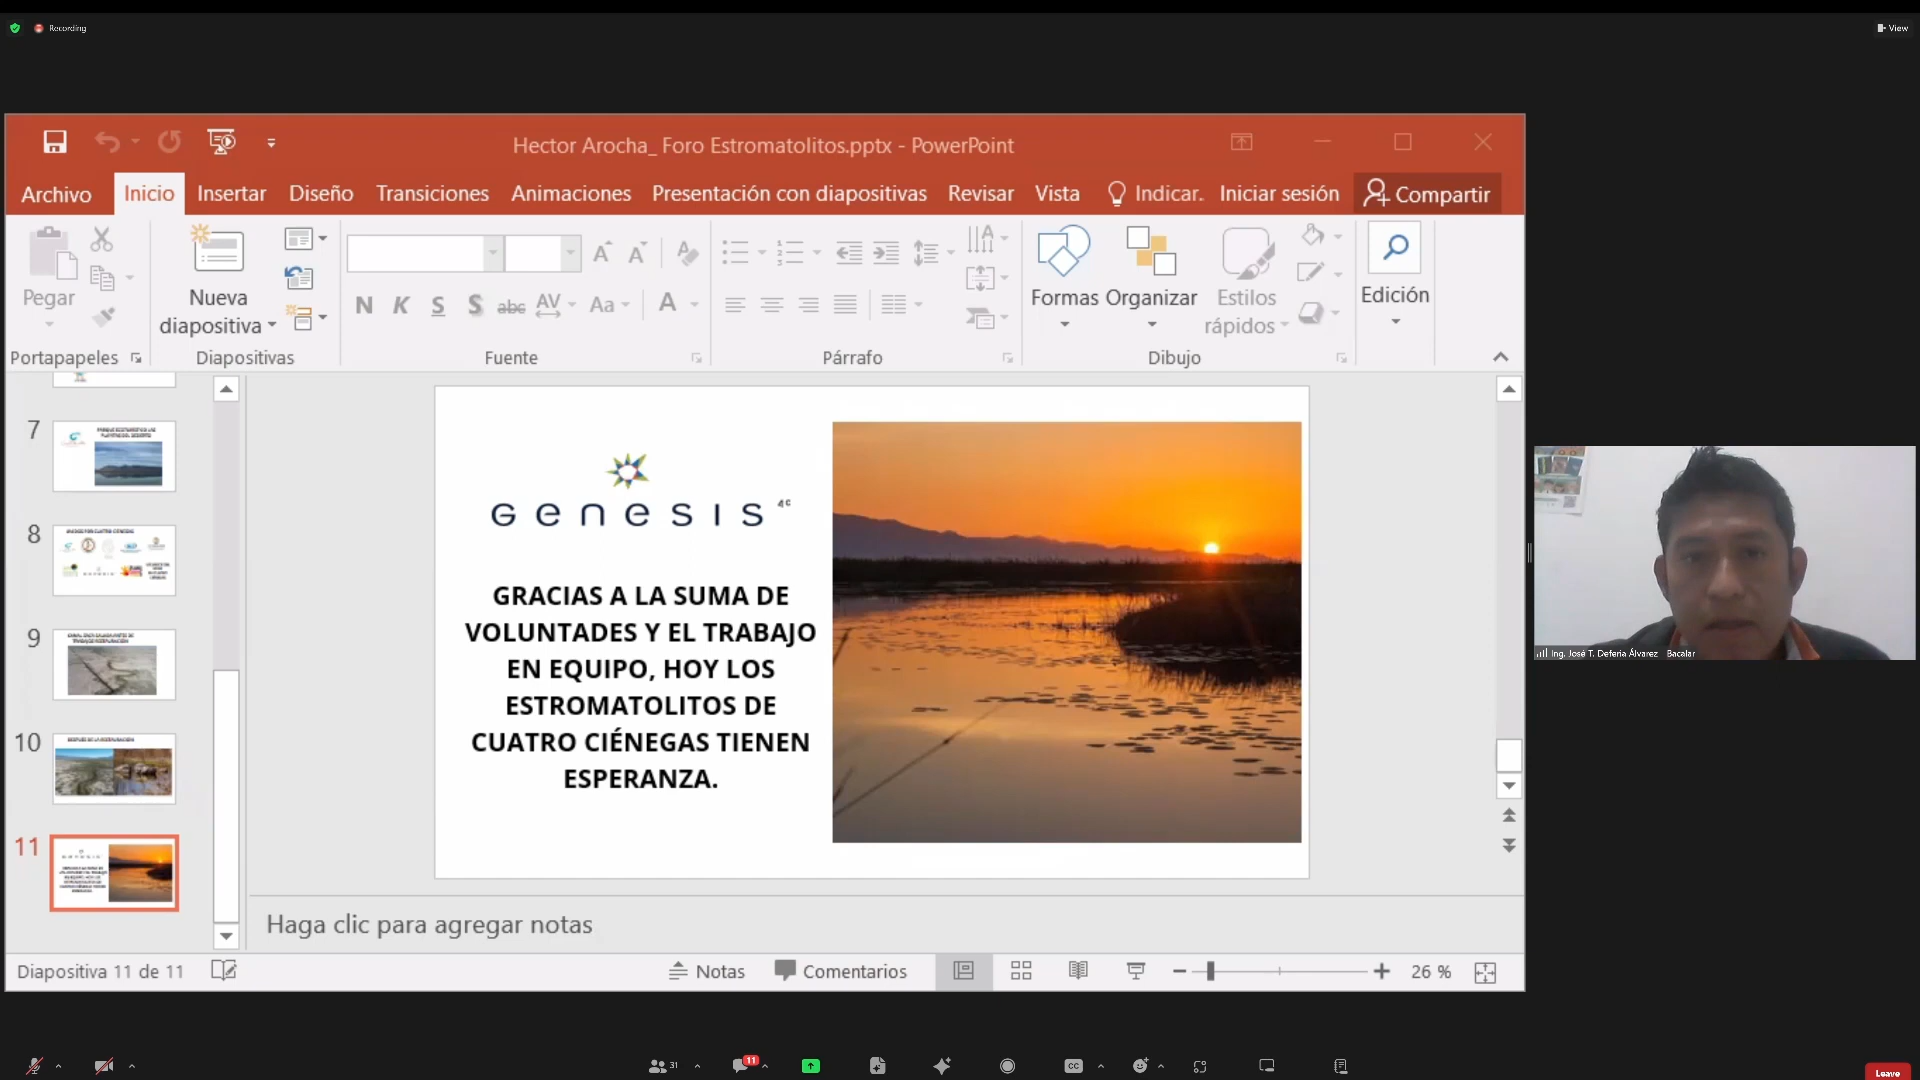 Recording
View
Hector Arocha_ Foro Estromatolitos.pptx - PowerPoint
Archivo
Inicio
Insertar
Diseño
Transiciones
Animaciones
Presentación con diapositivas
Revisar
Vista
Indicar.
Iniciar sesión
Compartir
Pegar
Nueva
diapositiva
N K S S abc AV Aa A
Formas
Organizar
Estilos
rápidos
Edición
Portapapeles
Diapositivas
Fuente
Párrafo
Dibujo
7
8
9
10
11
GENESIS 4C
GRACIAS A LA SUMA DE
VOLUNTADES Y EL TRABAJO
EN EQUIPO, HOY LOS
ESTROMATOLITOS DE
CUATRO CIÉNEGAS TIENEN
ESPERANZA.
Haga clic para agregar notas
Diapositiva 11 de 11
Notas
Comentarios
26 %
Ing. José T. Deferia Álvarez Bacalar
31
11
CC
Leave